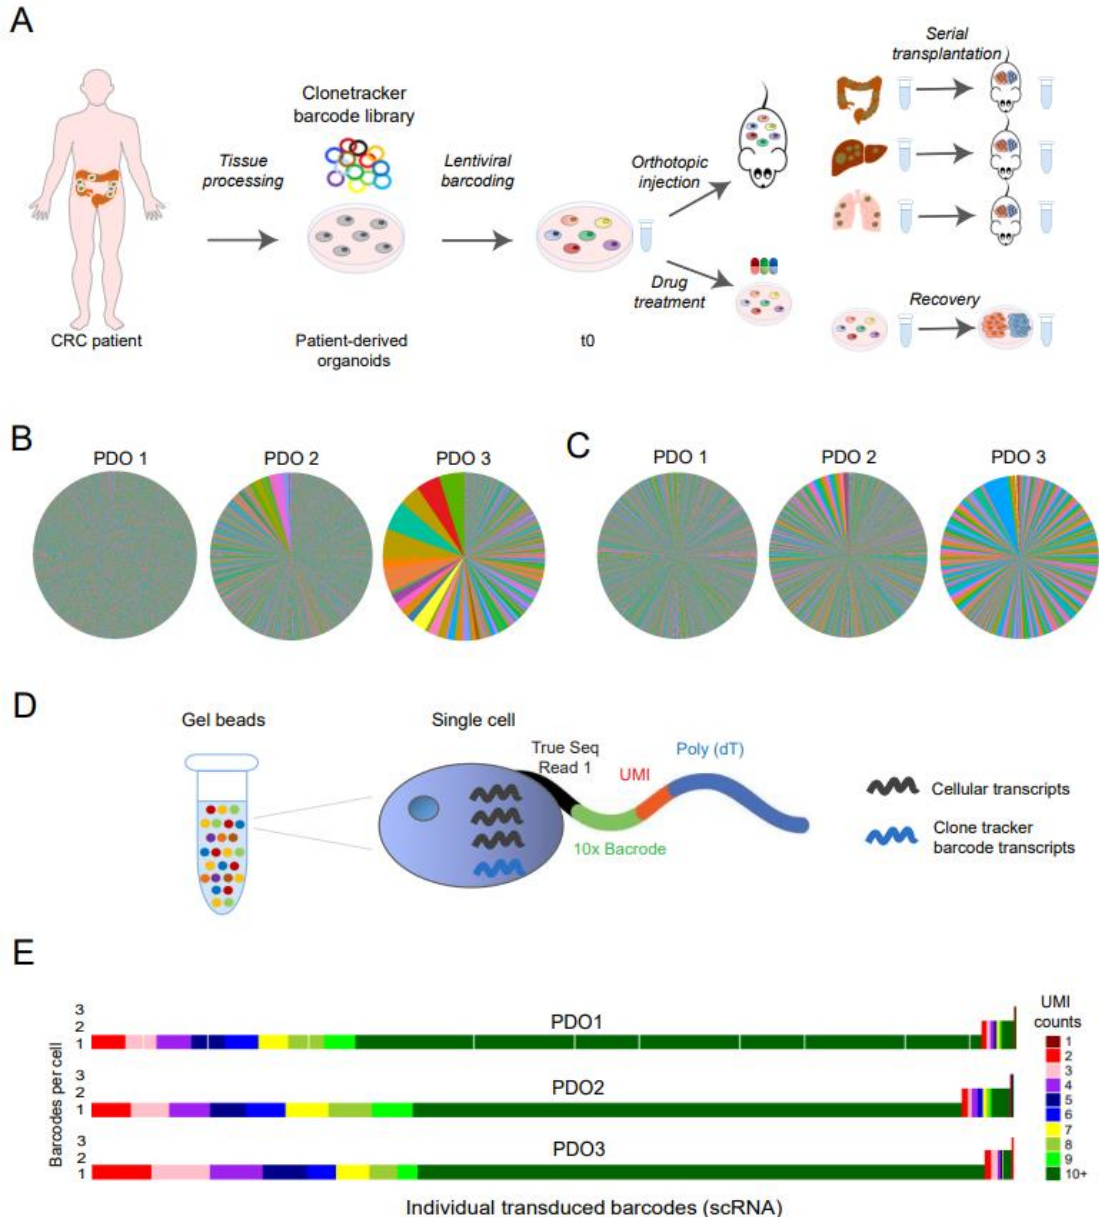 A
CRC patient
Tissue
processing
Clonetracker
barcode library
Patient-derived
organoids
Lentiviral
barcoding
t0
Orthotopic
injection
Drug
treatment
Serial
transplantation
Recovery
B
PDO 1
PDO 2
PDO 3
C
PDO 1
PDO 2
PDO 3
D
Gel beads
Single cell
True Seq
Read 1
UMI
Poly (dT)
10x Bacrode
Cellular transcripts
Clone tracker
barcode transcripts
E
Barcodes per cell
3
2
1
PDO1
3
2
1
PDO2
3
2
1
PDO3
Individual transduced barcodes (scRNA)
UMI
counts
1
2
3
4
5
6
7
8
9
10+